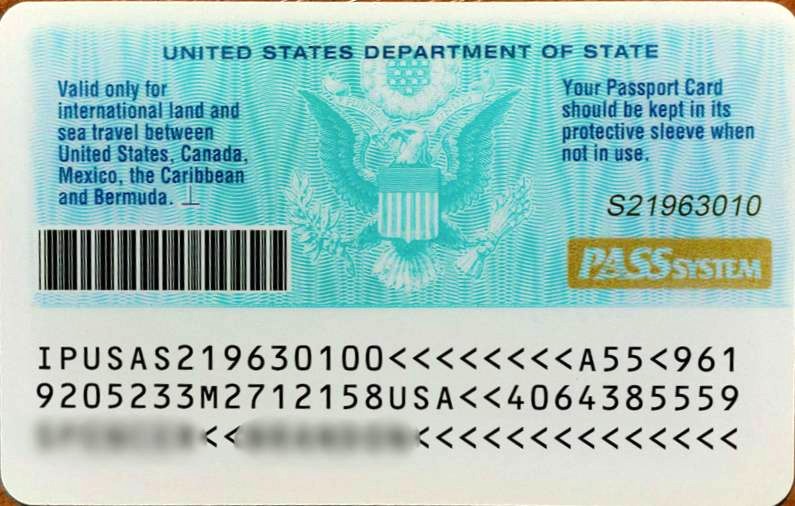 UNITED STATES DEPARTMENT OF STATE
Valid only for
international land and
sea travel between
United States, Canada,
Mexico, the Caribbean
and Bermuda.
Your Passport Card
should be kept in its
protective sleeve when
not in use.
S21963010
PASS SYSTEM
IPUSAS219630100<<<<<<<<A55<961
9205233M2712158USA<<4064385559
<< <<<<<<<<<<<<<<